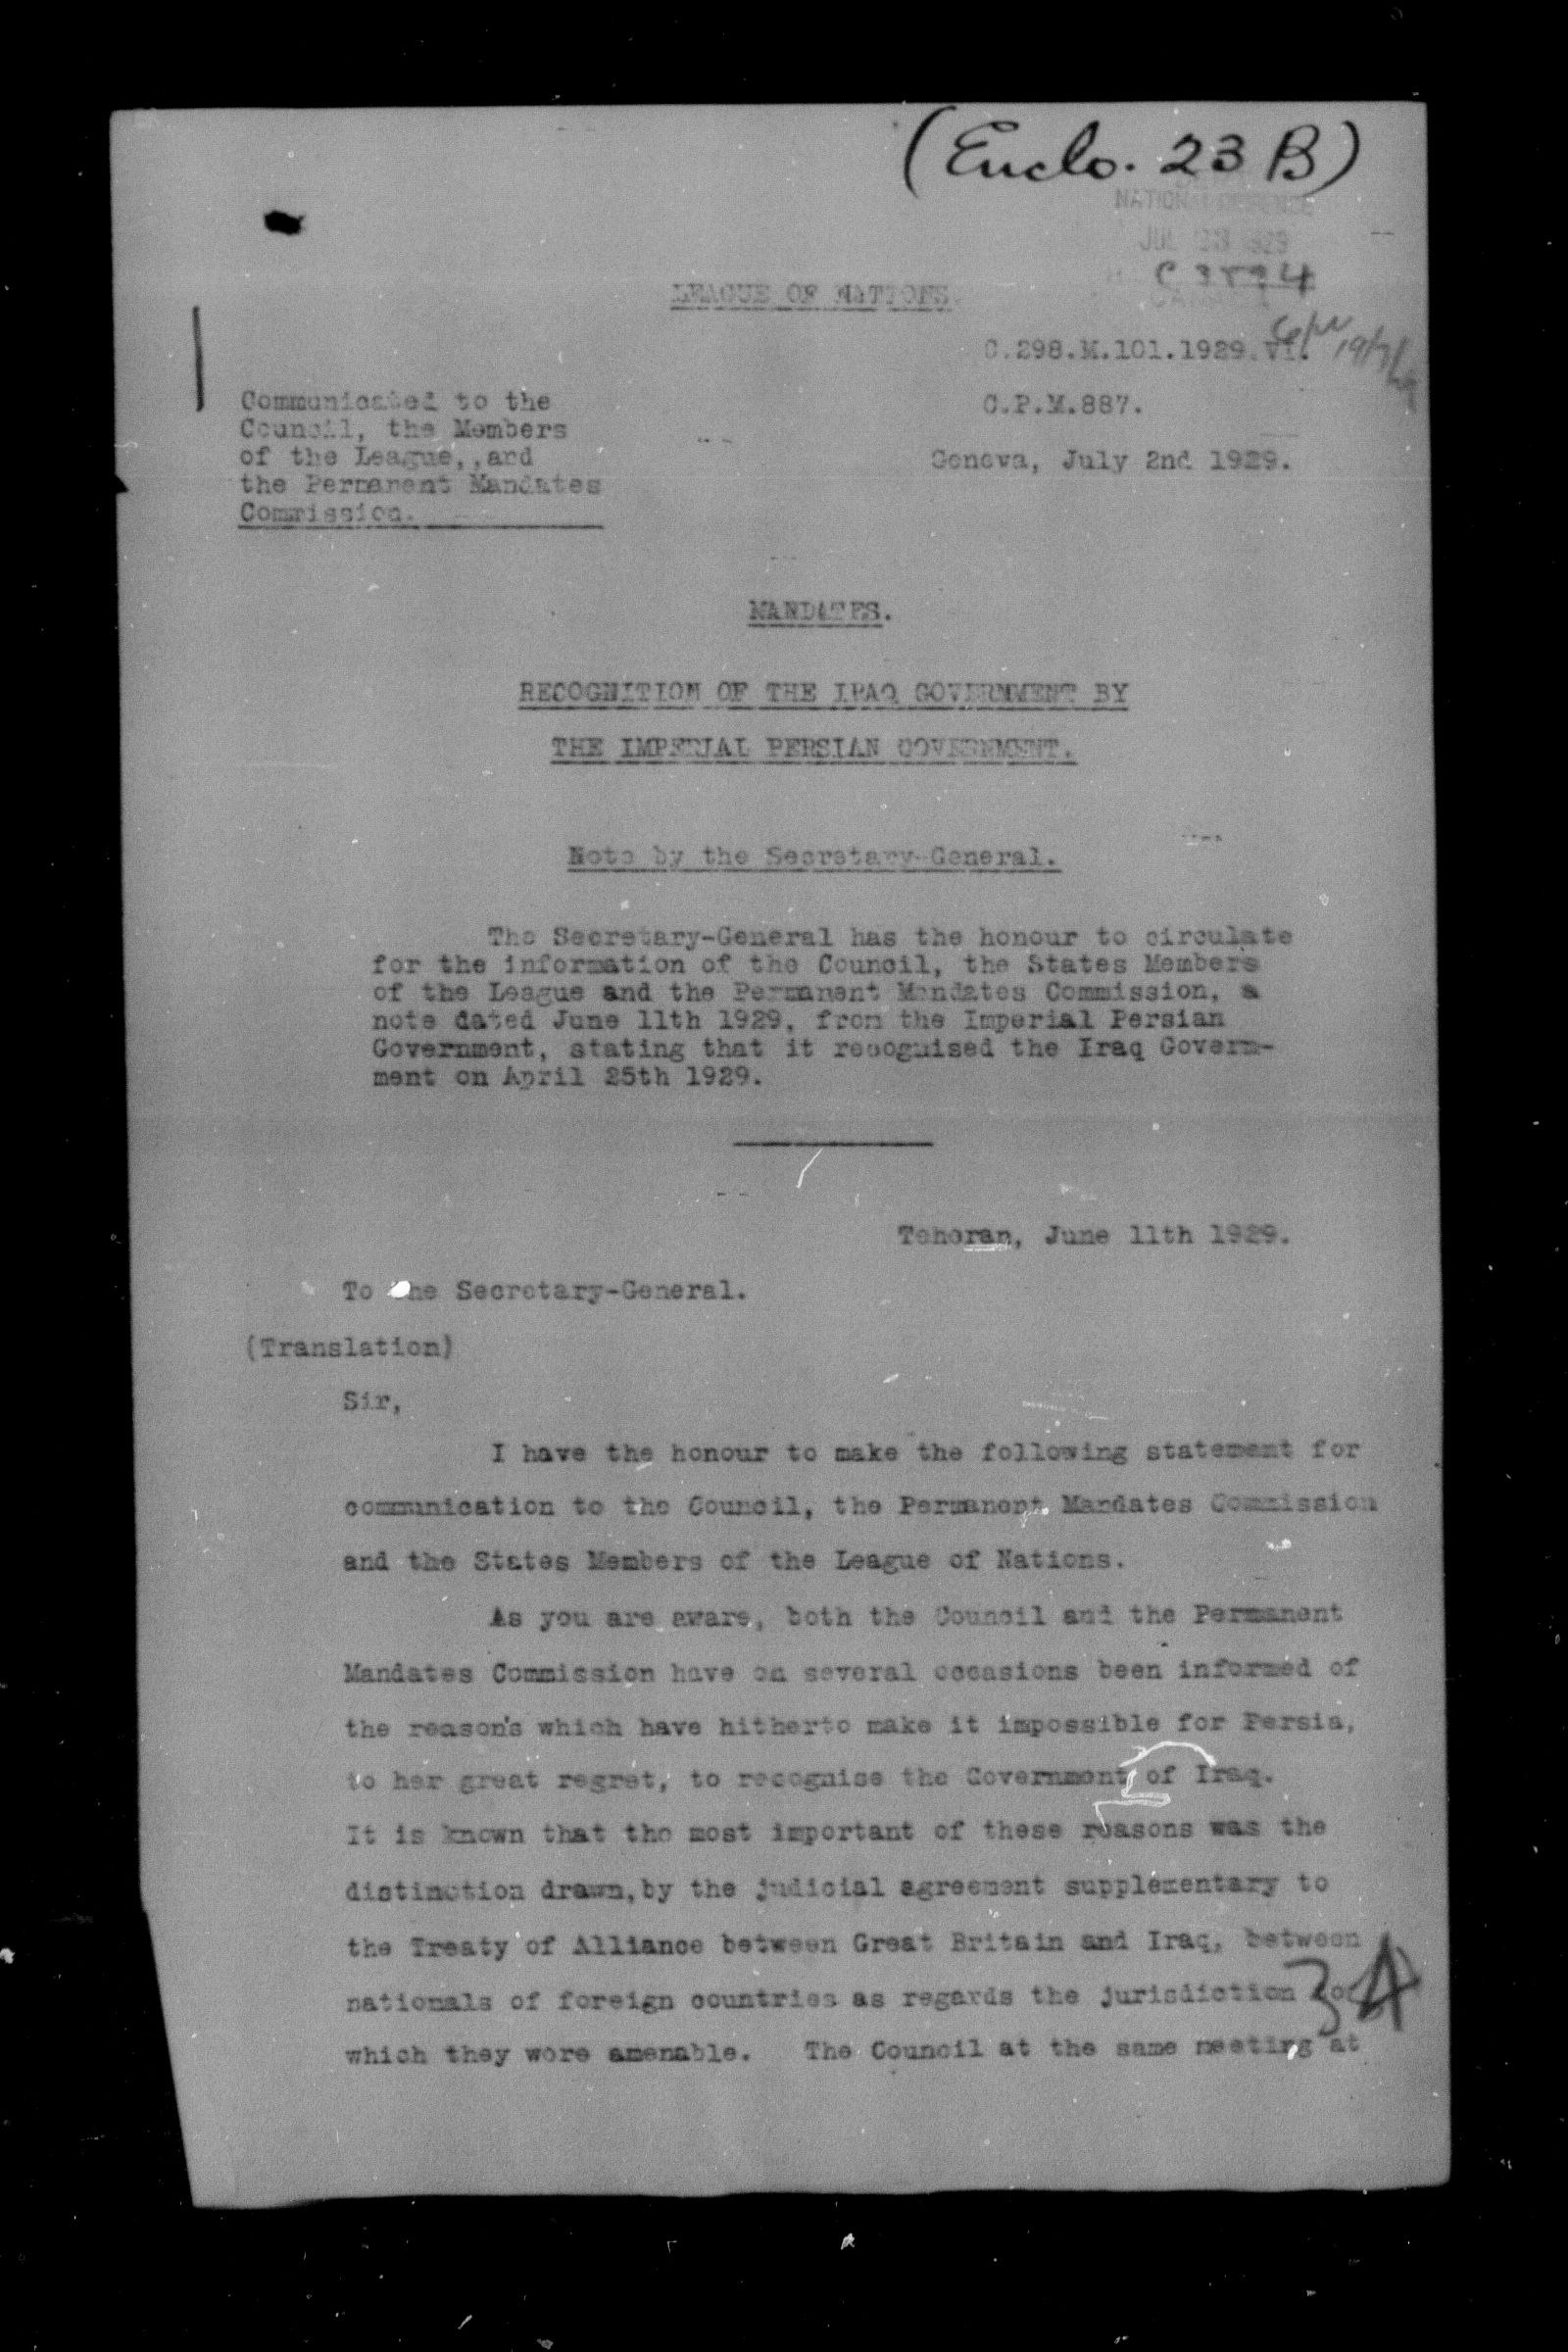 (Enclo. 23 B)
NATIONAL DEFENCE
JUL 1929
LEAGUE OF NATIONS.
C.298.M.101.1929.VI.
19/7/29
Communicated to the
Council, the Members
of the League,,and
the Permanent Mandates
Commission.
C.P.M.887.
Geneva, July 2nd 1929.
MANDATES.
RECOGNITION OF THE IRAQ GOVERNMENT BY
THE IMPERIAL PERSIAN GOVERNMENT.
Note by the Secretary-General.
The Secretary-General has the honour to circulate
for the information of the Council, the States Members
of the League and the Permanent Mandates Commission, a
note dated June 11th 1929, from the Imperial Persian
Government, stating that it recognised the Iraq Govern-
ment on April 25th 1929.
Teheran, June 11th 1929.
To the Secretary-General.
(Translation)
Sir,
I have the honour to make the following statement for
communication to the Council, the Permanent Mandates Commission
and the States Members of the League of Nations.
As you are aware, both the Council and the Permanent
Mandates Commission have on several occasions been informed of
the reason's which have hitherto make it impossible for Persia,
to her great regret, to recognise the Government of Iraq.
It is known that the most important of these reasons was the
distinction drawn, by the judicial agreement supplementary to
the Treaty of Alliance between Great Britain and Iraq, between
nationals of foreign countries as regards the jurisdiction to
which they were amenable. The Council at the same meeting at
34